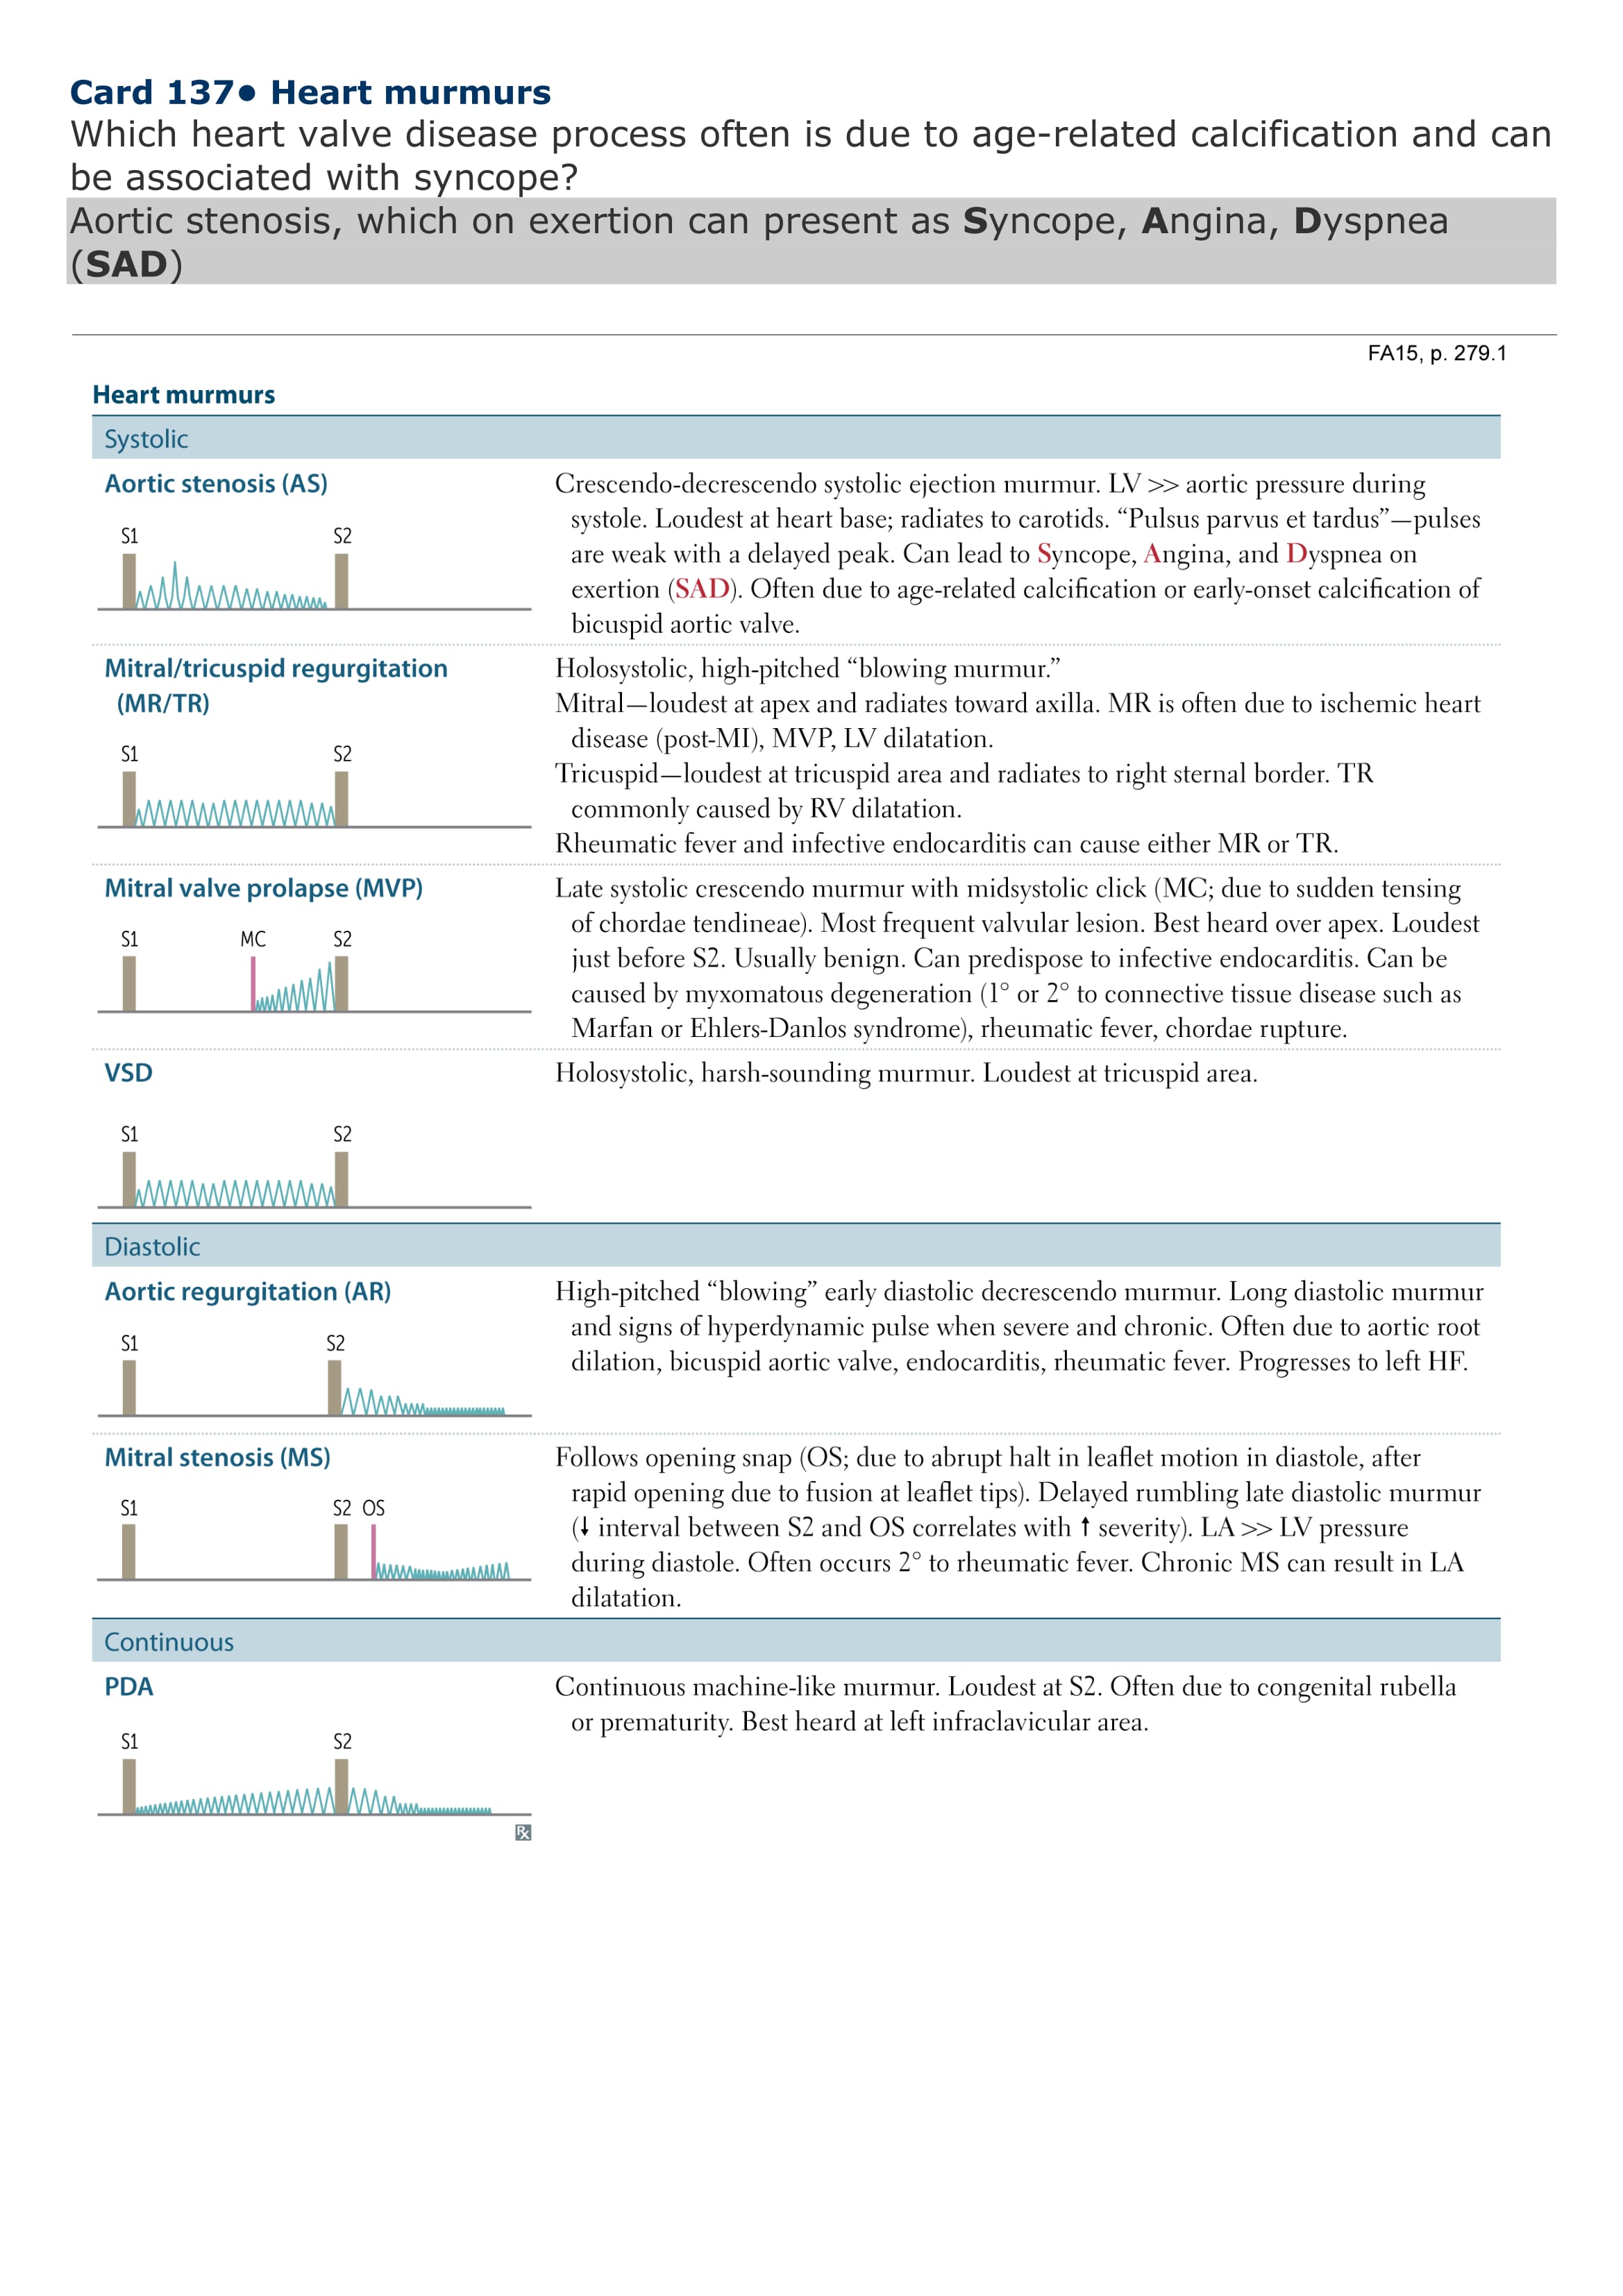 Card 137• Heart murmurs
Which heart valve disease process often is due to age-related calcification and can
be associated with syncope?
Aortic stenosis, which on exertion can present as Syncope, Angina, Dyspnea
(SAD)
FA15, p. 279.1
Heart murmurs
Systolic
Aortic stenosis (AS)
S1 S2
Crescendo-decrescendo systolic ejection murmur. LV >> aortic pressure during
systole. Loudest at heart base; radiates to carotids. “Pulsus parvus et tardus”—pulses
are weak with a delayed peak. Can lead to Syncope, Angina, and Dyspnea on
exertion (SAD). Often due to age-related calcification or early-onset calcification of
bicuspid aortic valve.
Mitral/tricuspid regurgitation
(MR/TR)
S1 S2
Holosystolic, high-pitched “blowing murmur.”
Mitral—loudest at apex and radiates toward axilla. MR is often due to ischemic heart
disease (post-MI), MVP, LV dilatation.
Tricuspid—loudest at tricuspid area and radiates to right sternal border. TR
commonly caused by RV dilatation.
Rheumatic fever and infective endocarditis can cause either MR or TR.
Mitral valve prolapse (MVP)
S1 MC S2
Late systolic crescendo murmur with midsystolic click (MC; due to sudden tensing
of chordae tendineae). Most frequent valvular lesion. Best heard over apex. Loudest
just before S2. Usually benign. Can predispose to infective endocarditis. Can be
caused by myxomatous degeneration (1° or 2° to connective tissue disease such as
Marfan or Ehlers-Danlos syndrome), rheumatic fever, chordae rupture.
VSD
S1 S2
Holosystolic, harsh-sounding murmur. Loudest at tricuspid area.
Diastolic
Aortic regurgitation (AR)
S1 S2
High-pitched “blowing” early diastolic decrescendo murmur. Long diastolic murmur
and signs of hyperdynamic pulse when severe and chronic. Often due to aortic root
dilation, bicuspid aortic valve, endocarditis, rheumatic fever. Progresses to left HF.
Mitral stenosis (MS)
S1 S2 OS
Follows opening snap (OS; due to abrupt halt in leaflet motion in diastole, after
rapid opening due to fusion at leaflet tips). Delayed rumbling late diastolic murmur
(↓ interval between S2 and OS correlates with ↑ severity). LA >> LV pressure
during diastole. Often occurs 2° to rheumatic fever. Chronic MS can result in LA
dilatation.
Continuous
PDA
S1 S2
Continuous machine-like murmur. Loudest at S2. Often due to congenital rubella
or prematurity. Best heard at left infraclavicular area.
Rx